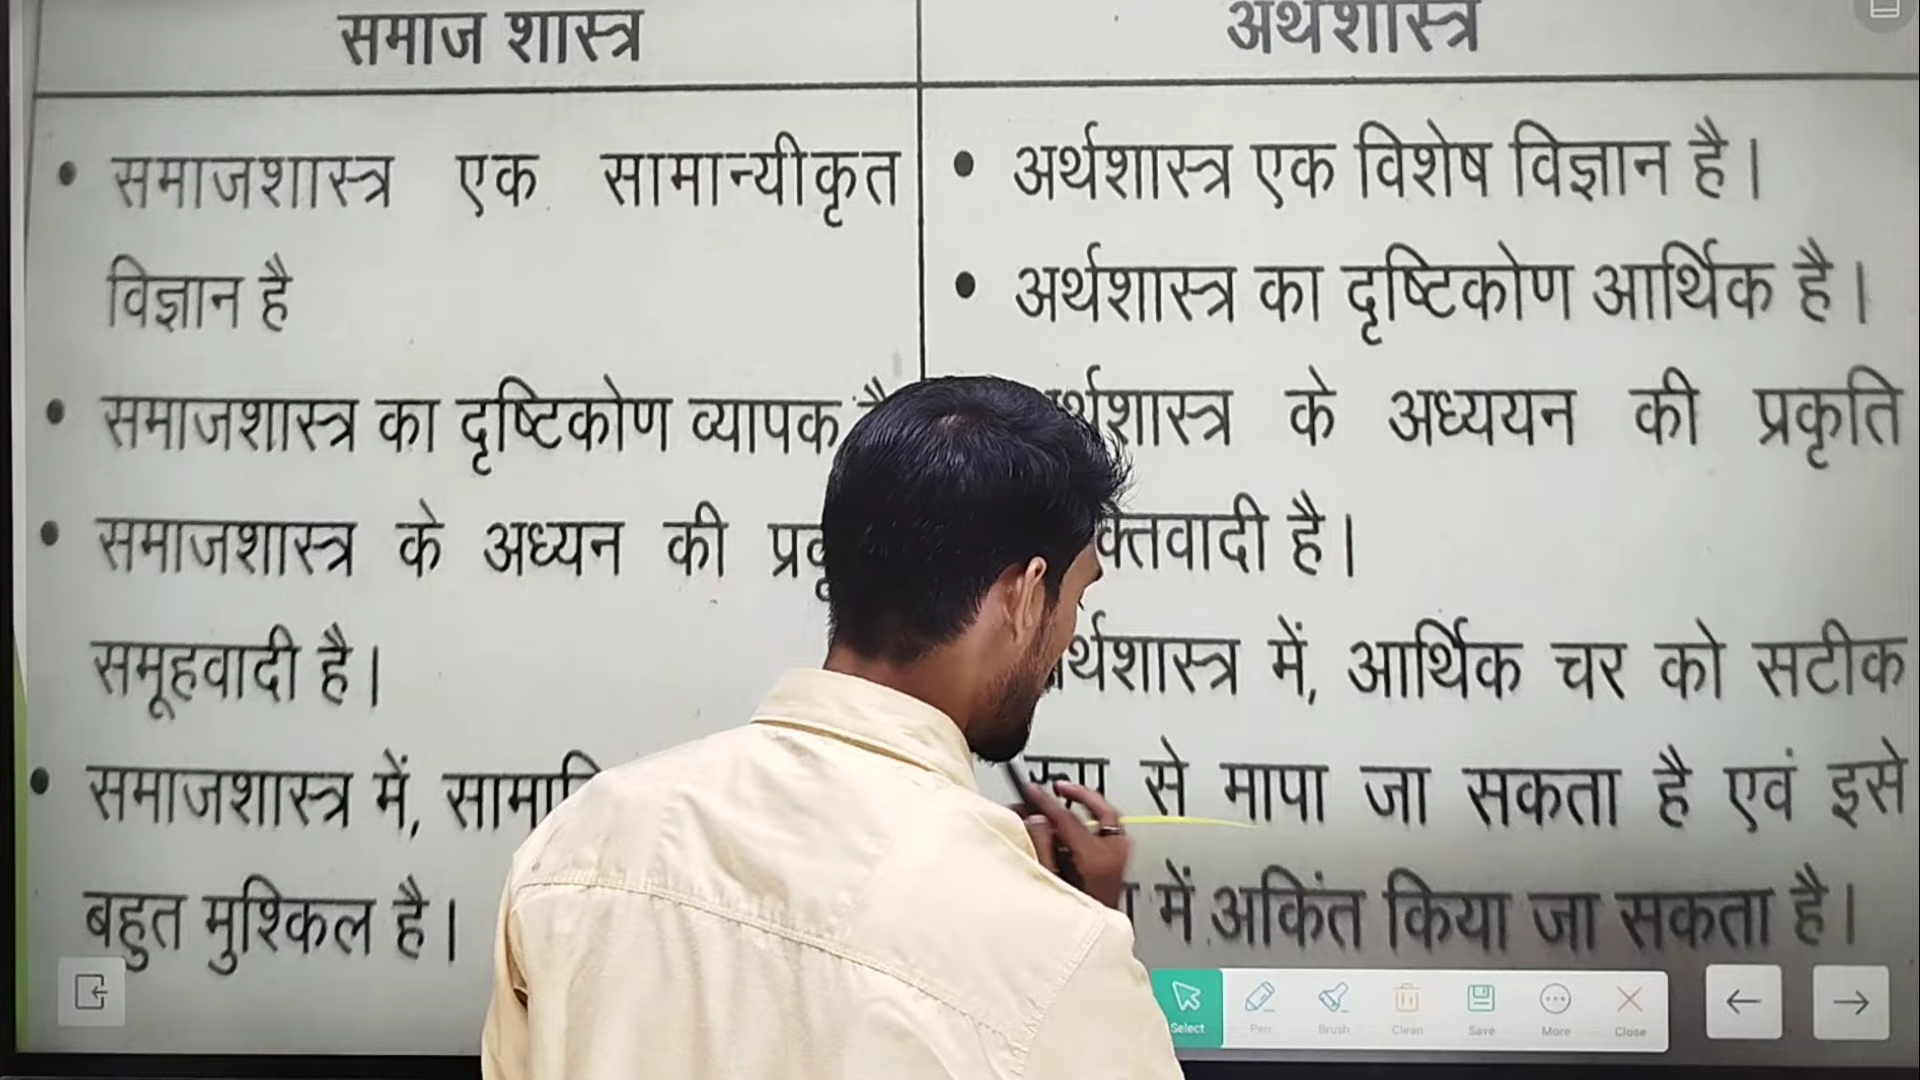 समाज शास्त्र
अर्थशास्त्र
• समाजशास्त्र एक सामान्यीकृत
विज्ञान है
• समाजशास्त्र का दृष्टिकोण व्यापक
• समाजशास्त्र के अध्यन की
समूहवादी है।
• समाजशास्त्र में,
बहुत मुश्किल है।
• अर्थशास्त्र एक विशेष विज्ञान है।
• अर्थशास्त्र का दृष्टिकोण आर्थिक है।
के अध्ययन की प्रकृति
है।
में, आर्थिक चर को सटीक
रूप से मापा जा सकता है एवं इसे
में अकिंत किया जा सकता है।
Select Pen Brush Clean Save More Close